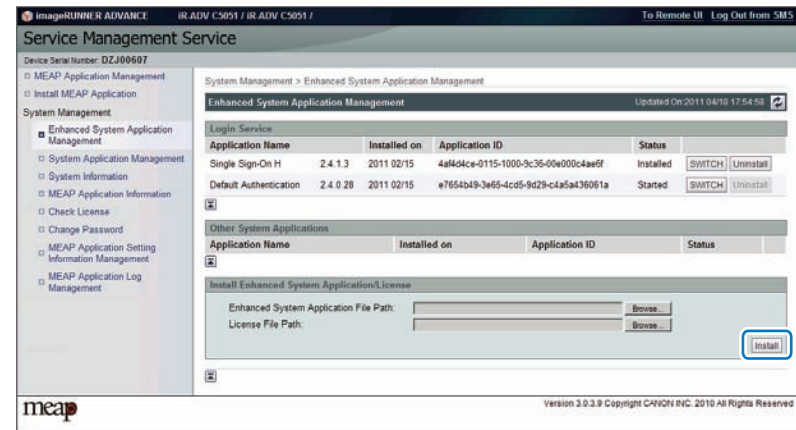 imageRUNNER ADVANCE iR-ADV C5051 / iR-ADV C5051 / To Remote UI Log Out from SMS
Service Management Service
Device Serial Number: DZJ00607
MEAP Application Management
Install MEAP Application
System Management
Enhanced System Application Management
System Application Management
System Information
MEAP Application Information
Check License
Change Password
MEAP Application Setting Information Management
MEAP Application Log Management
System Management > Enhanced System Application Management
Enhanced System Application Management Updated On:2011 04/18 17:54:58
Login Service
Application Name Installed on Application ID Status
Single Sign-On H 2.4.1.3 2011 02/15 4af4d4ce-0115-1000-9c36-00e000c4ae6f Installed SWITCH Uninstall
Default Authentication 2.4.0.28 2011 02/15 e7654b49-3e65-4cd5-9d29-c4a5a436061a Started SWITCH Uninstall
Other System Applications
Application Name Installed on Application ID Status
Install Enhanced System Application/License
Enhanced System Application File Path: Browse...
License File Path: Browse...
Install
meap Version 3.0.3.9 Copyright CANON INC. 2010 All Rights Reserved